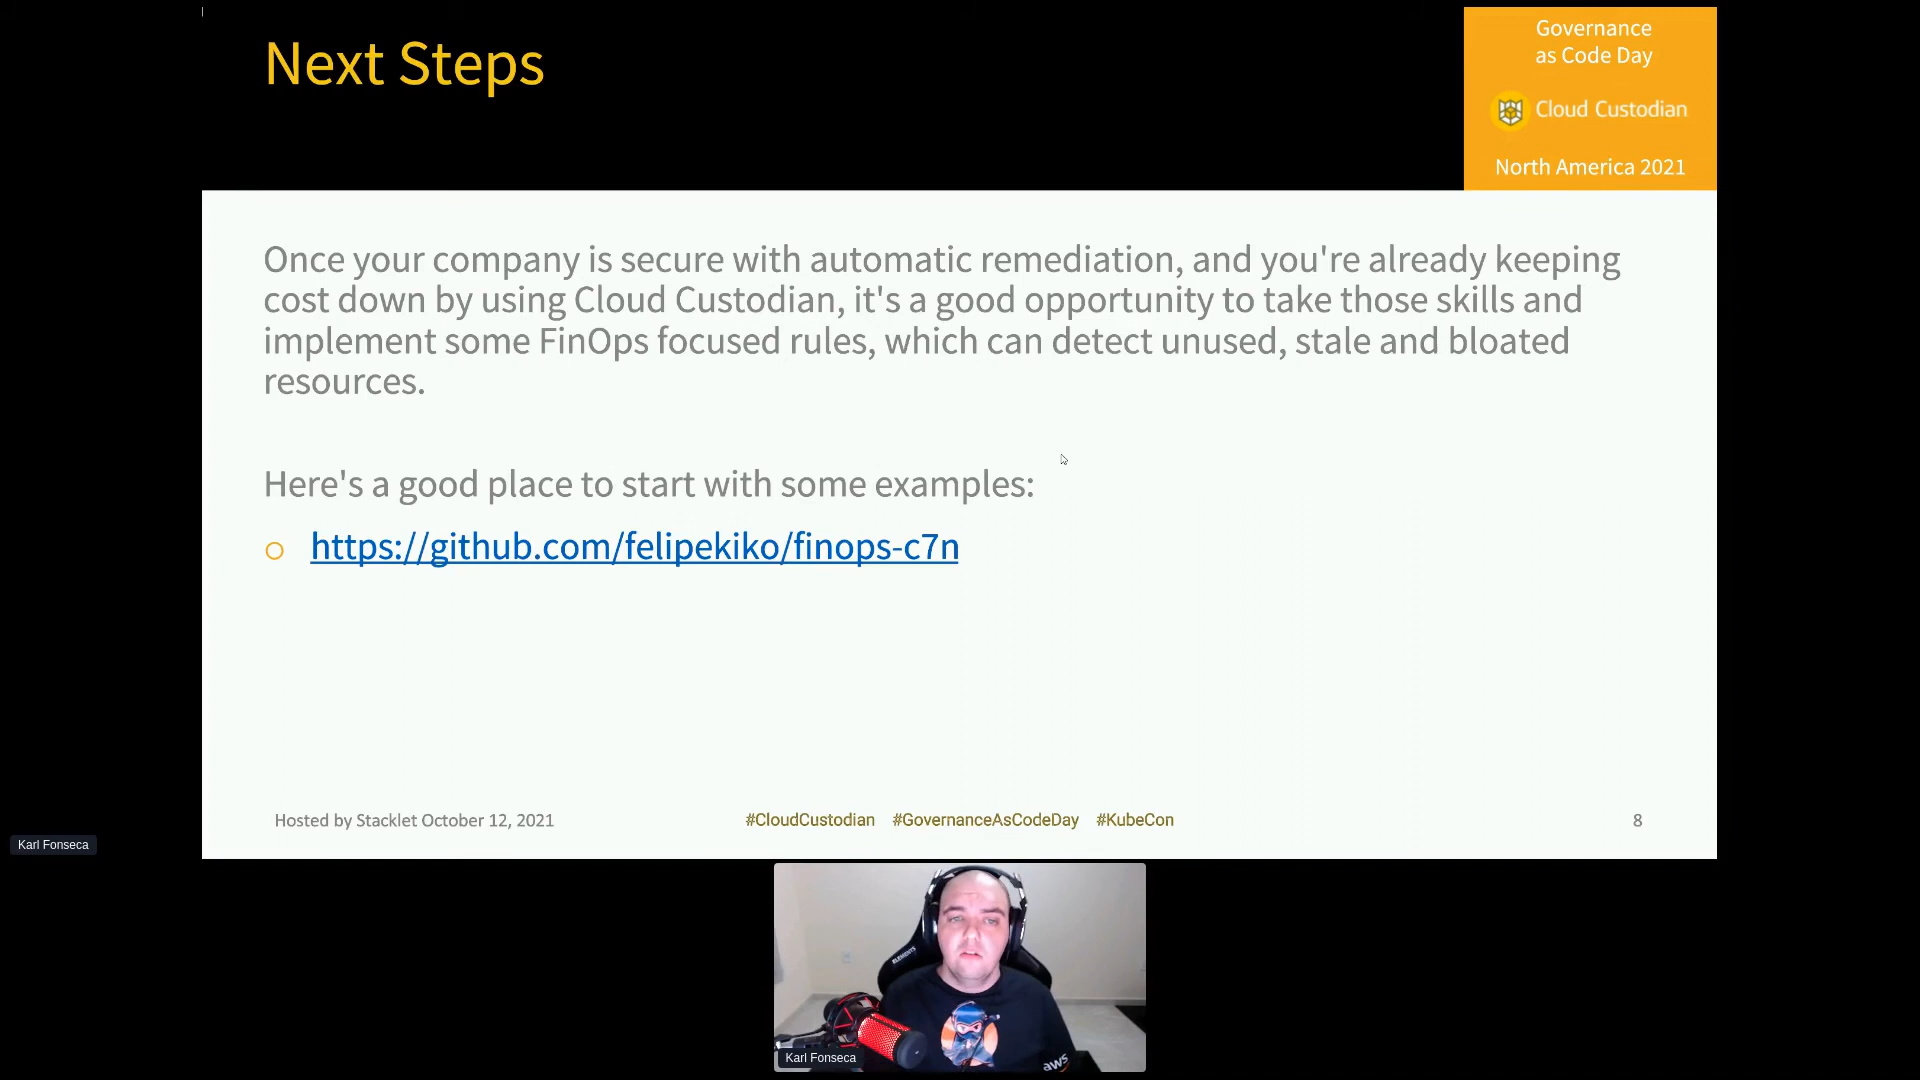 Next Steps
Governance
as Code Day
Cloud Custodian
North America 2021
Once your company is secure with automatic remediation, and you're already keeping
cost down by using Cloud Custodian, it's a good opportunity to take those skills and
implement some FinOps focused rules, which can detect unused, stale and bloated
resources.
Here's a good place to start with some examples:
https://github.com/felipekiko/finops-c7n
Hosted by Stacklet October 12, 2021
#CloudCustodian #GovernanceAsCodeDay #KubeCon
8
Karl Fonseca
ELEMENTS
aws
Karl Fonseca